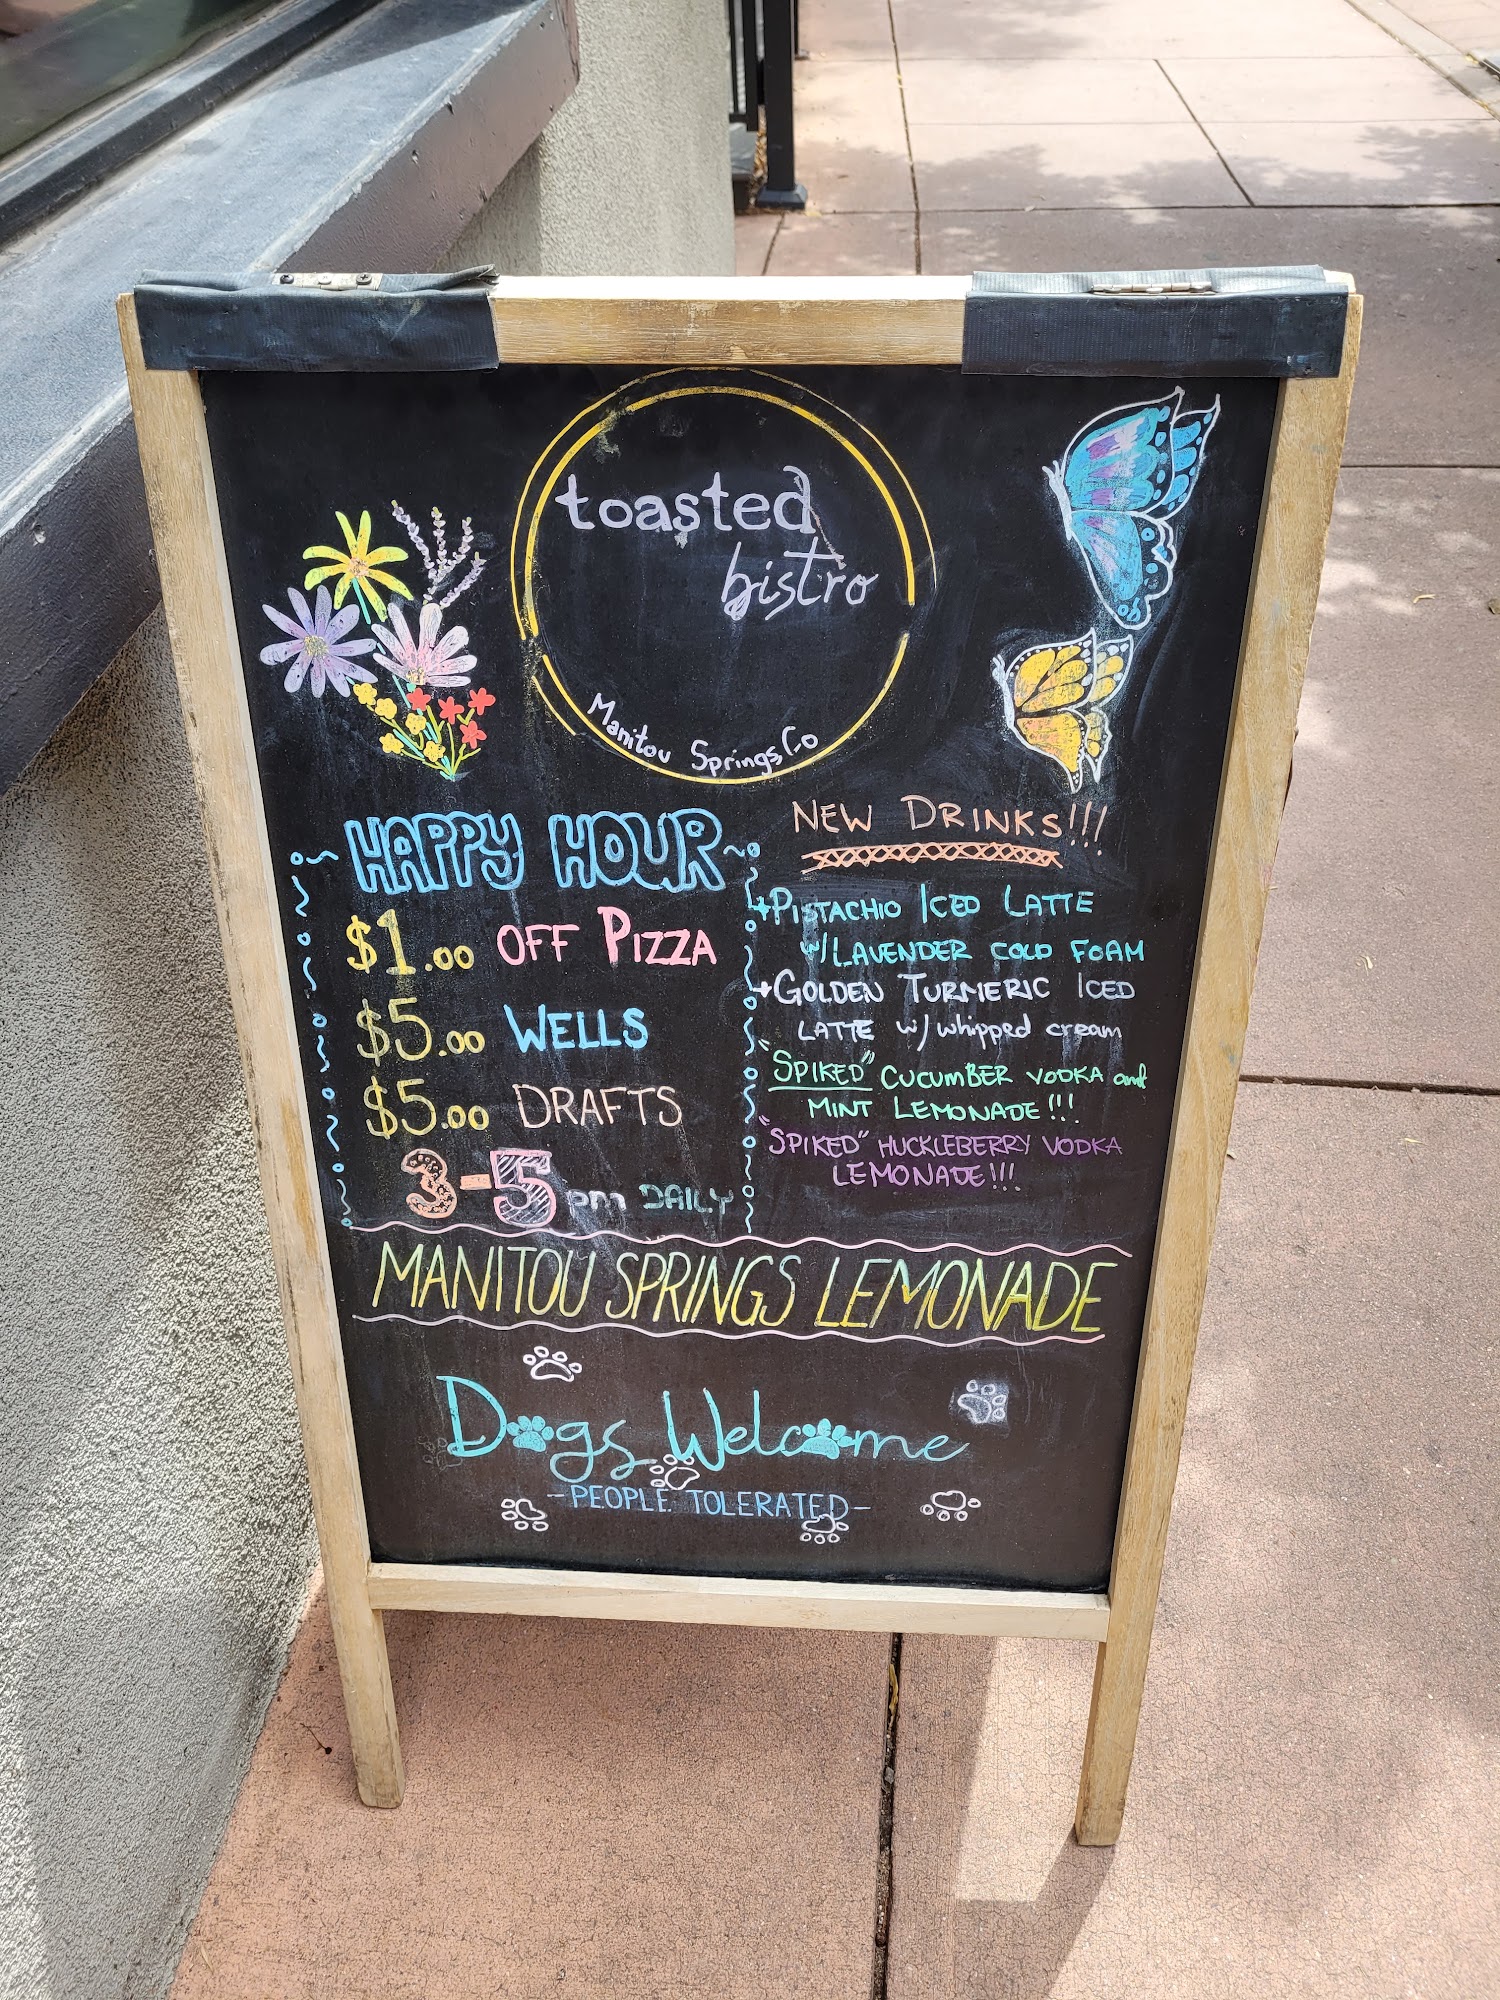 toasted
bistro
Manitou Springs, Co
HAPPY HOUR
$1.00 OFF PIZZA
$5.00 WELLS
$5.00 DRAFTS
3-5 pm DAILY
NEW DRINKS!!!
PISTACHIO ICED LATTE
w/ LAVENDER COLD FOAM
GOLDEN TURMERIC ICED
LATTE w/ whipped cream
"SPIKED" CUCUMBER VODKA and
MINT LEMONADE!!!
"SPIKED" HUCKLEBERRY VODKA
LEMONADE!!!
MANITOU SPRINGS LEMONADE
Dogs Welcome
-PEOPLE TOLERATED-